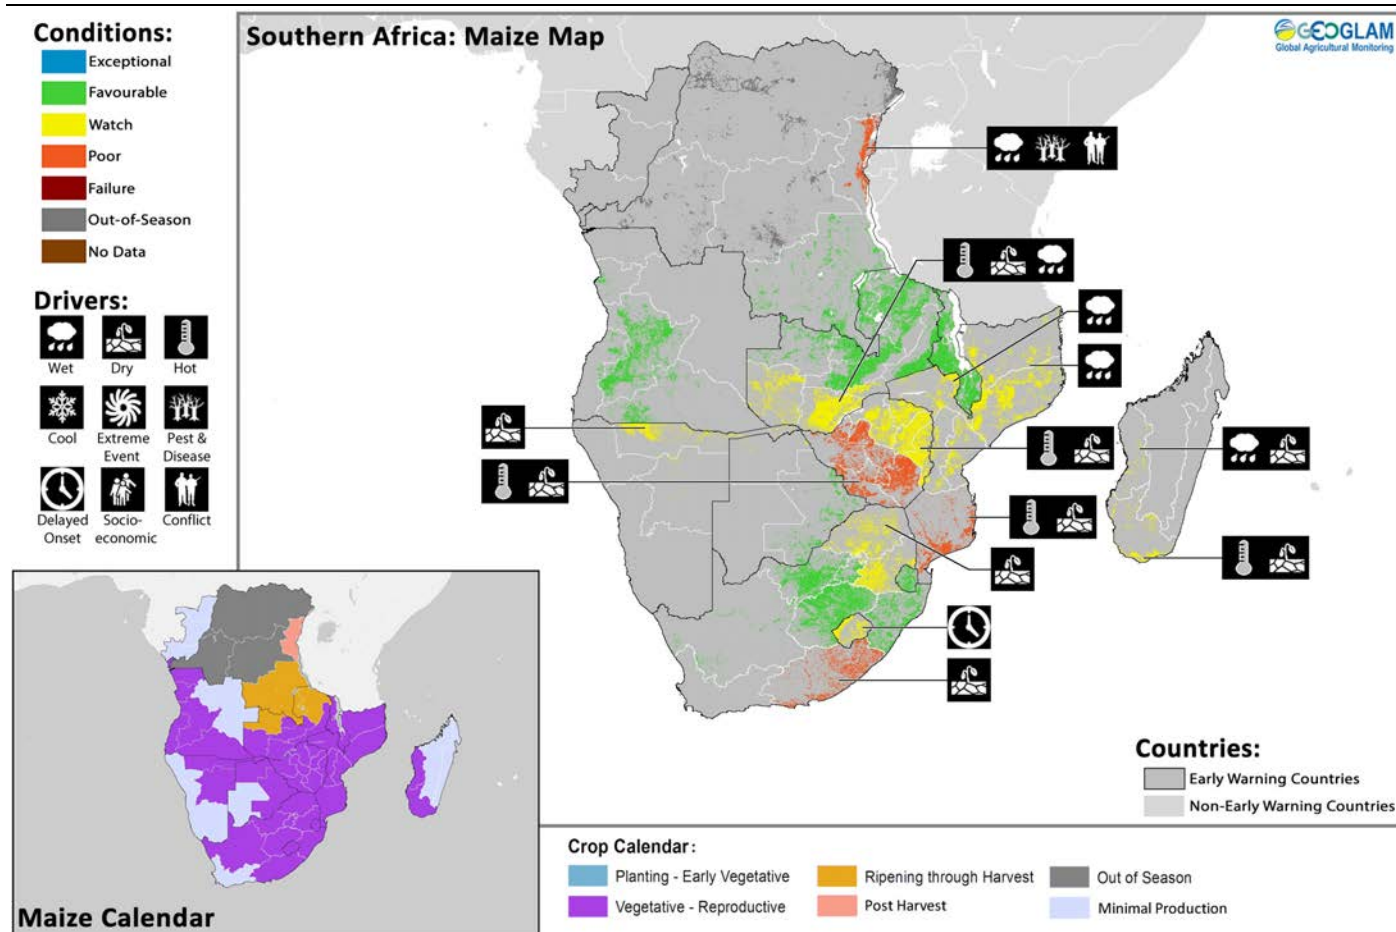 Conditions:
Exceptional
Favourable
Watch
Poor
Failure
Out-of-Season
No Data
Drivers:
Wet
Dry
Hot
Cool
Extreme
Event
Pest &
Disease
Delayed
Onset
Socio-
economic
Conflict
Southern Africa: Maize Map
GEOGLAM
Global Agricultural Monitoring
Countries:
Early Warning Countries
Non-Early Warning Countries
Maize Calendar
Crop Calendar:
Planting - Early Vegetative
Vegetative - Reproductive
Ripening through Harvest
Post Harvest
Out of Season
Minimal Production